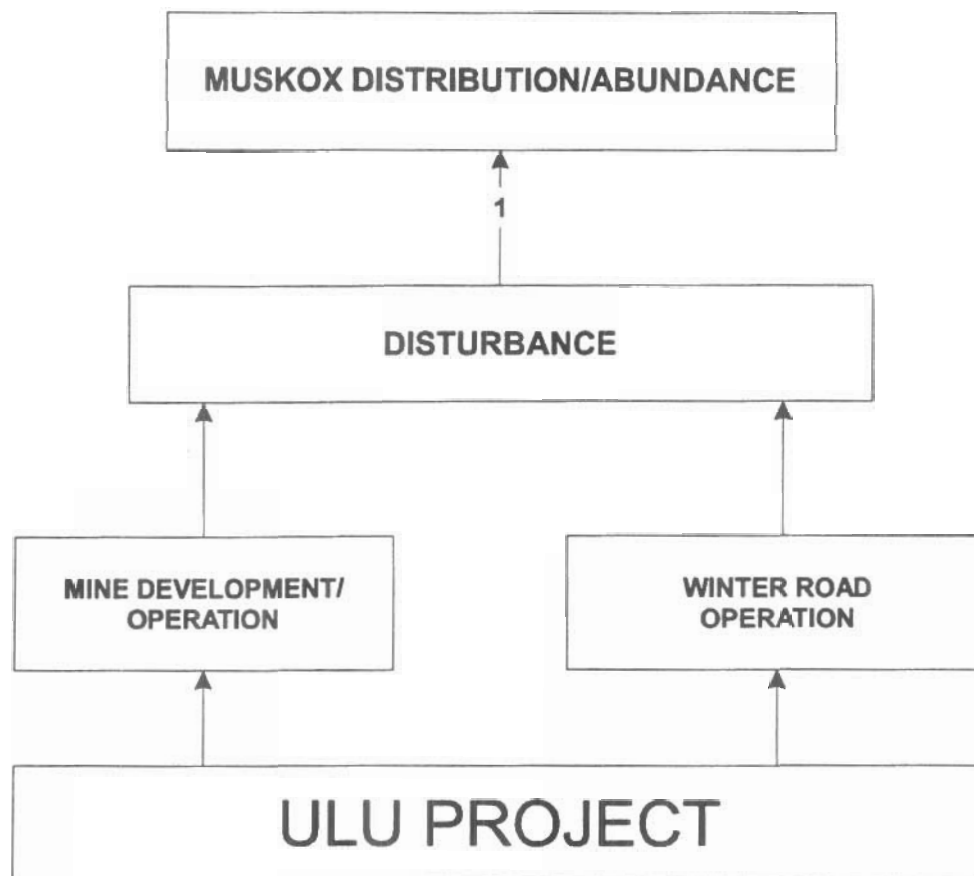 MUSKOX DISTRIBUTION/ABUNDANCE
1
DISTURBANCE
MINE DEVELOPMENT/
OPERATION
WINTER ROAD
OPERATION
ULU PROJECT